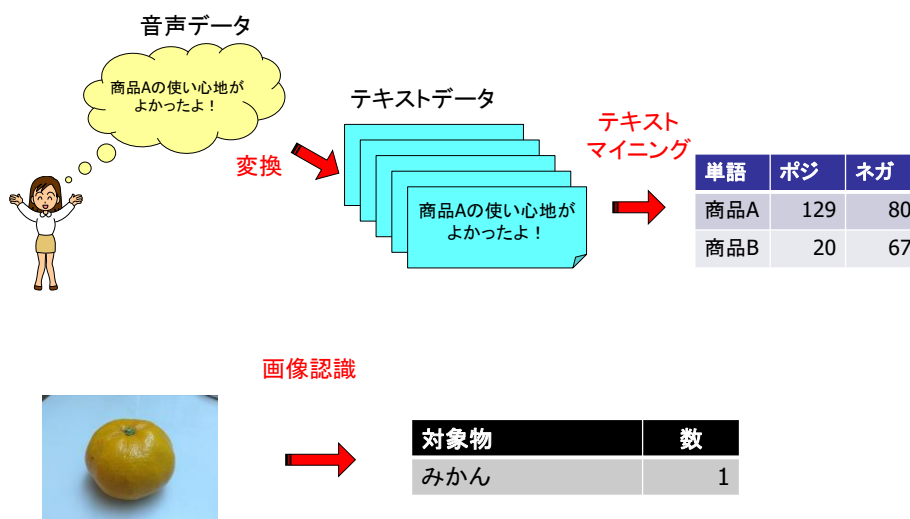 音声データ
商品Aの使い心地が
よかったよ！
変換
テキストデータ
商品Aの使い心地が
よかったよ！
テキスト
マイニング
単語 ポジ ネガ
商品A 129 80
商品B 20 67
画像認識
対象物 数
みかん 1